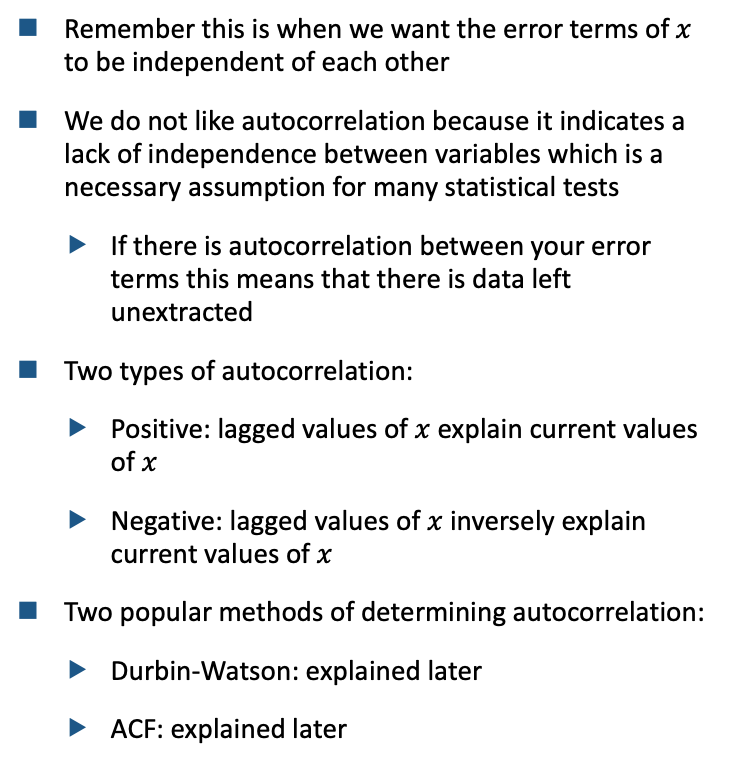 Remember this is when we want the error terms of x
to be independent of each other
We do not like autocorrelation because it indicates a
lack of independence between variables which is a
necessary assumption for many statistical tests
If there is autocorrelation between your error
terms this means that there is data left
unextracted
Two types of autocorrelation:
Positive: lagged values of x explain current values
of x
Negative: lagged values of x inversely explain
current values of x
Two popular methods of determining autocorrelation:
Durbin-Watson: explained later
ACF: explained later